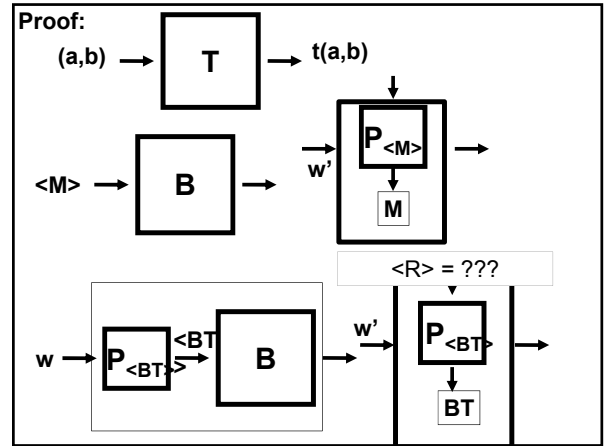 Proof:
(a,b) T t(a,b)
P<M>
w'
<M> B M
<R> = ???
w P<BT>> <BT B w' P<BT>
BT